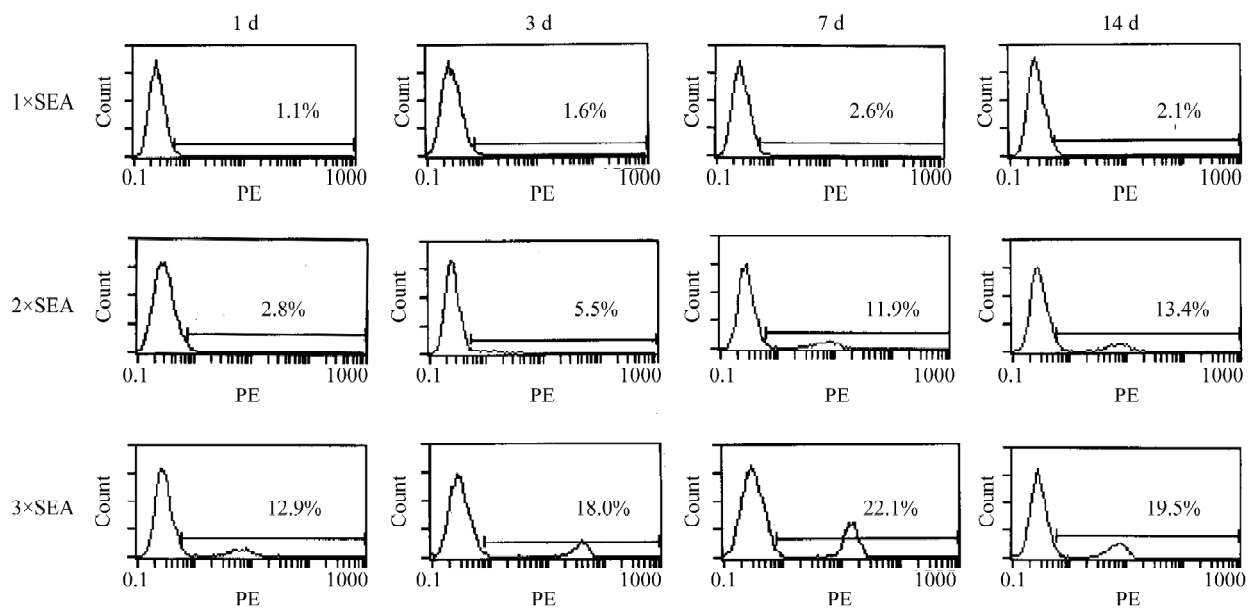 1 d 3 d 7 d 14 d
1×SEA
Count 1.1% 0.1 1000 PE
Count 1.6% 0.1 1000 PE
Count 2.6% 0.1 1000 PE
Count 2.1% 0.1 1000 PE
2×SEA
Count 2.8% 0.1 1000 PE
Count 5.5% 0.1 1000 PE
Count 11.9% 0.1 1000 PE
Count 13.4% 0.1 1000 PE
3×SEA
Count 12.9% 0.1 1000 PE
Count 18.0% 0.1 1000 PE
Count 22.1% 0.1 1000 PE
Count 19.5% 0.1 1000 PE